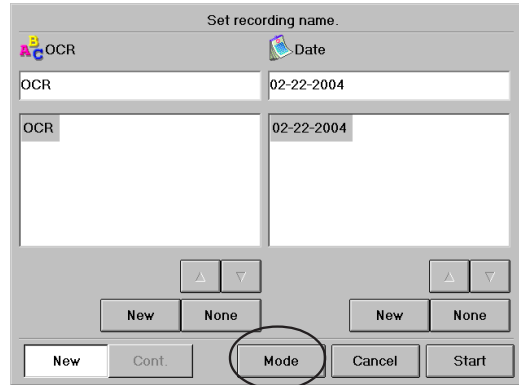 Set recording name.
ABC OCR Date
OCR 02-22-2004
OCR 02-22-2004
New None New None
New Cont. Mode Cancel Start